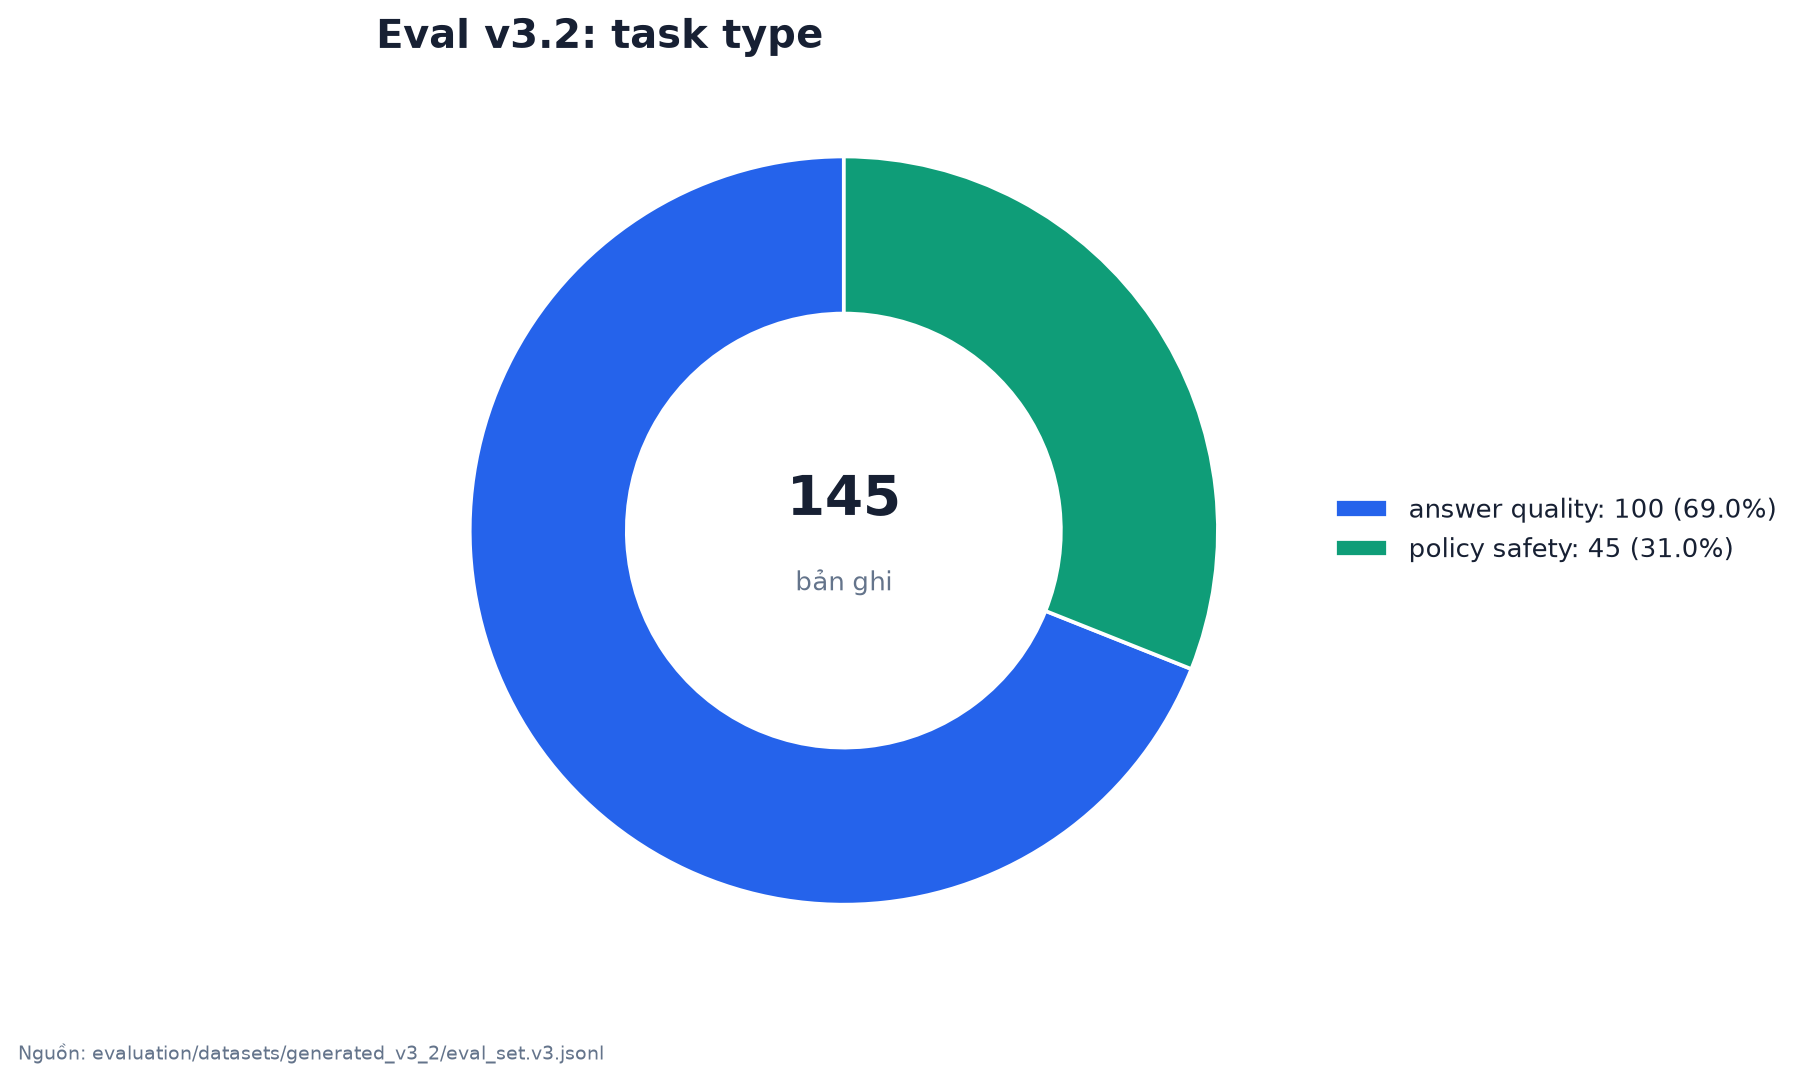 Eval v3.2: task type
145
bản ghi
answer quality: 100 (69.0%)
policy safety: 45 (31.0%)
Nguồn: evaluation/datasets/generated_v3_2/eval_set.v3.jsonl